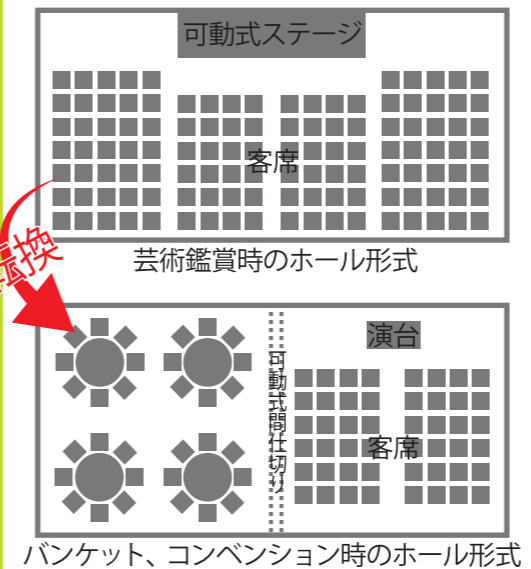 可動式ステージ
客席
芸術鑑賞時のホール形式
転換
演台
可動式間仕切り
客席
バンケット、コンベンション時のホール形式